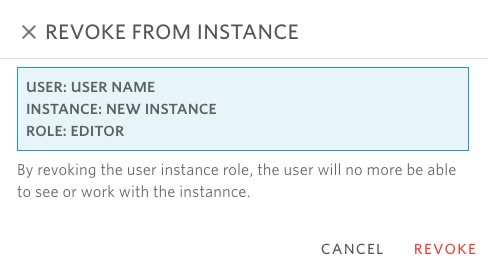 REVOKE FROM INSTANCE
USER: USER NAME
INSTANCE: NEW INSTANCE
ROLE: EDITOR
By revoking the user instance role, the user will no more be able
to see or work with the instannce.
CANCEL REVOKE